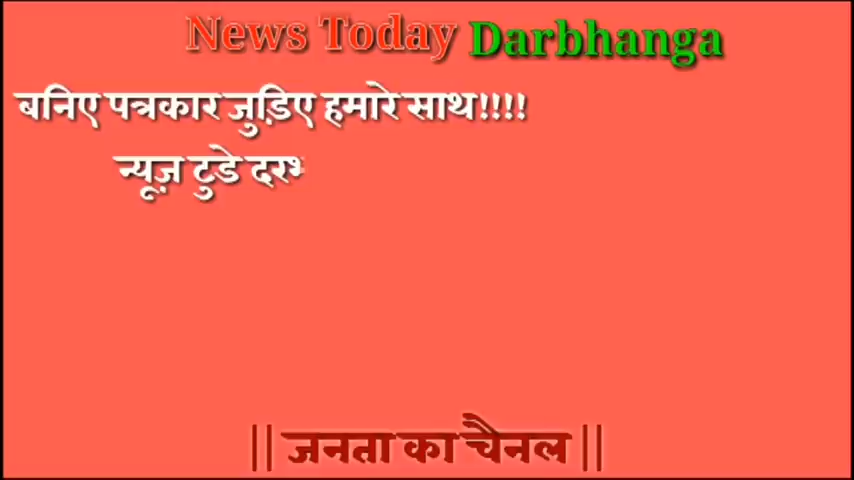 News Today Darbhanga
बनिए पत्रकार जुड़िए हमारे साथ!!!!
न्यूज़ टुडे
|| जनता का चैनल ||